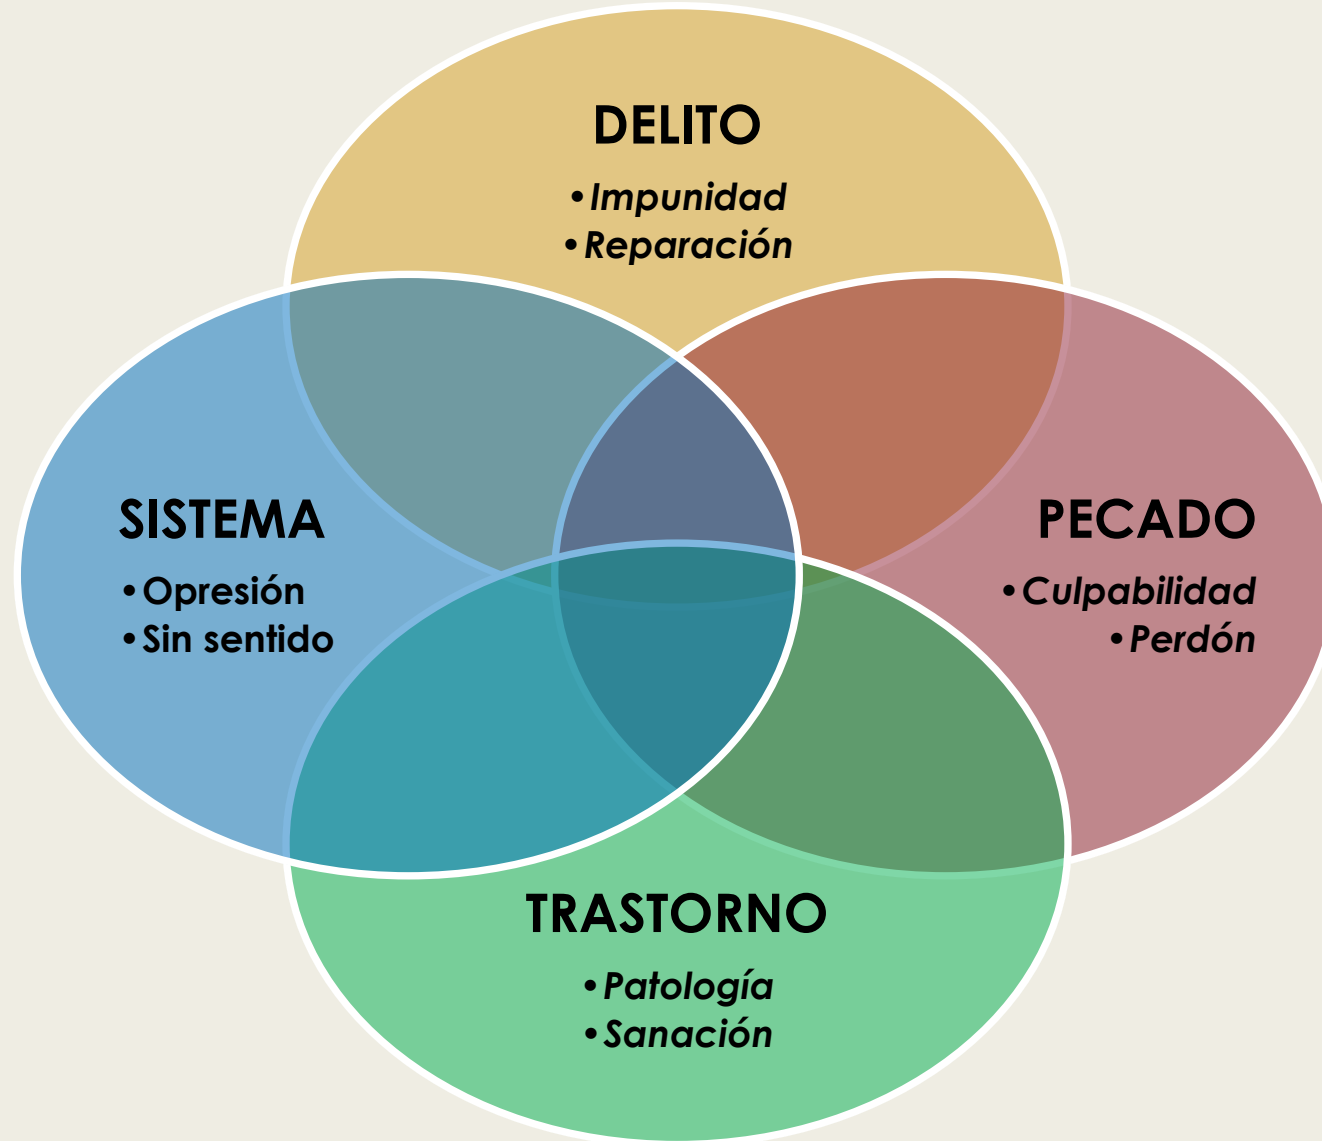 DELITO
• Impunidad
• Reparación
SISTEMA
• Opresión
• Sin sentido
PECADO
• Culpabilidad
• Perdón
TRASTORNO
• Patología
• Sanación